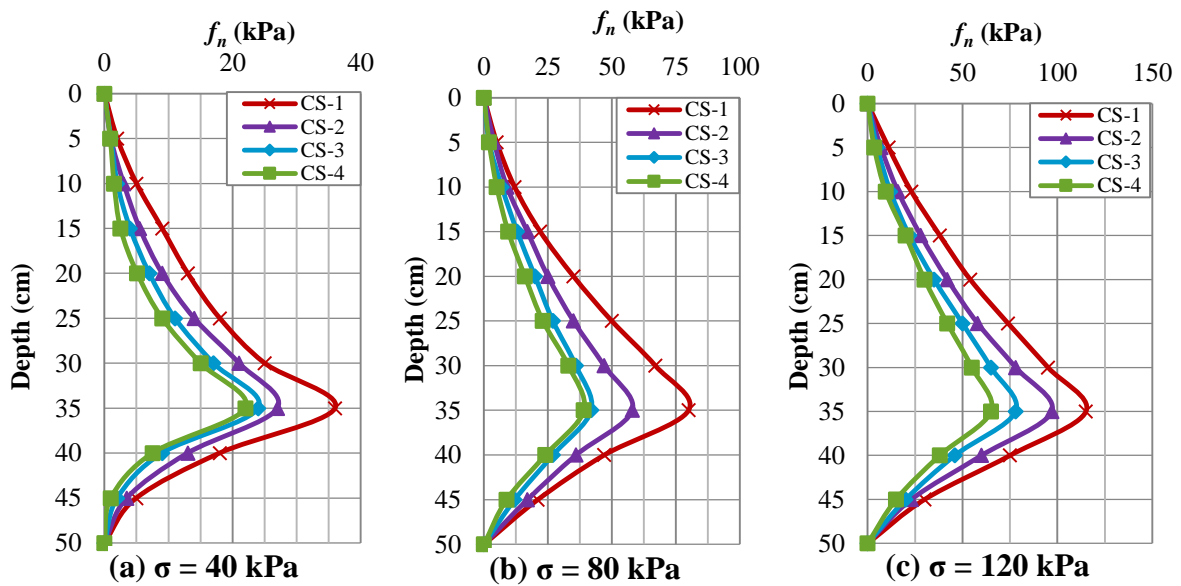 fn (kPa)
0 20 40
0
5
10
15
20
25
30
35
40
45
50
Depth (cm)
CS-1
CS-2
CS-3
CS-4
(a) σ = 40 kPa
fn (kPa)
0 25 50 75 100
0
5
10
15
20
25
30
35
40
45
50
Depth (cm)
CS-1
CS-2
CS-3
CS-4
(b) σ = 80 kPa
fn (kPa)
0 50 100 150
0
5
10
15
20
25
30
35
40
45
50
Depth (cm)
CS-1
CS-2
CS-3
CS-4
(c) σ = 120 kPa